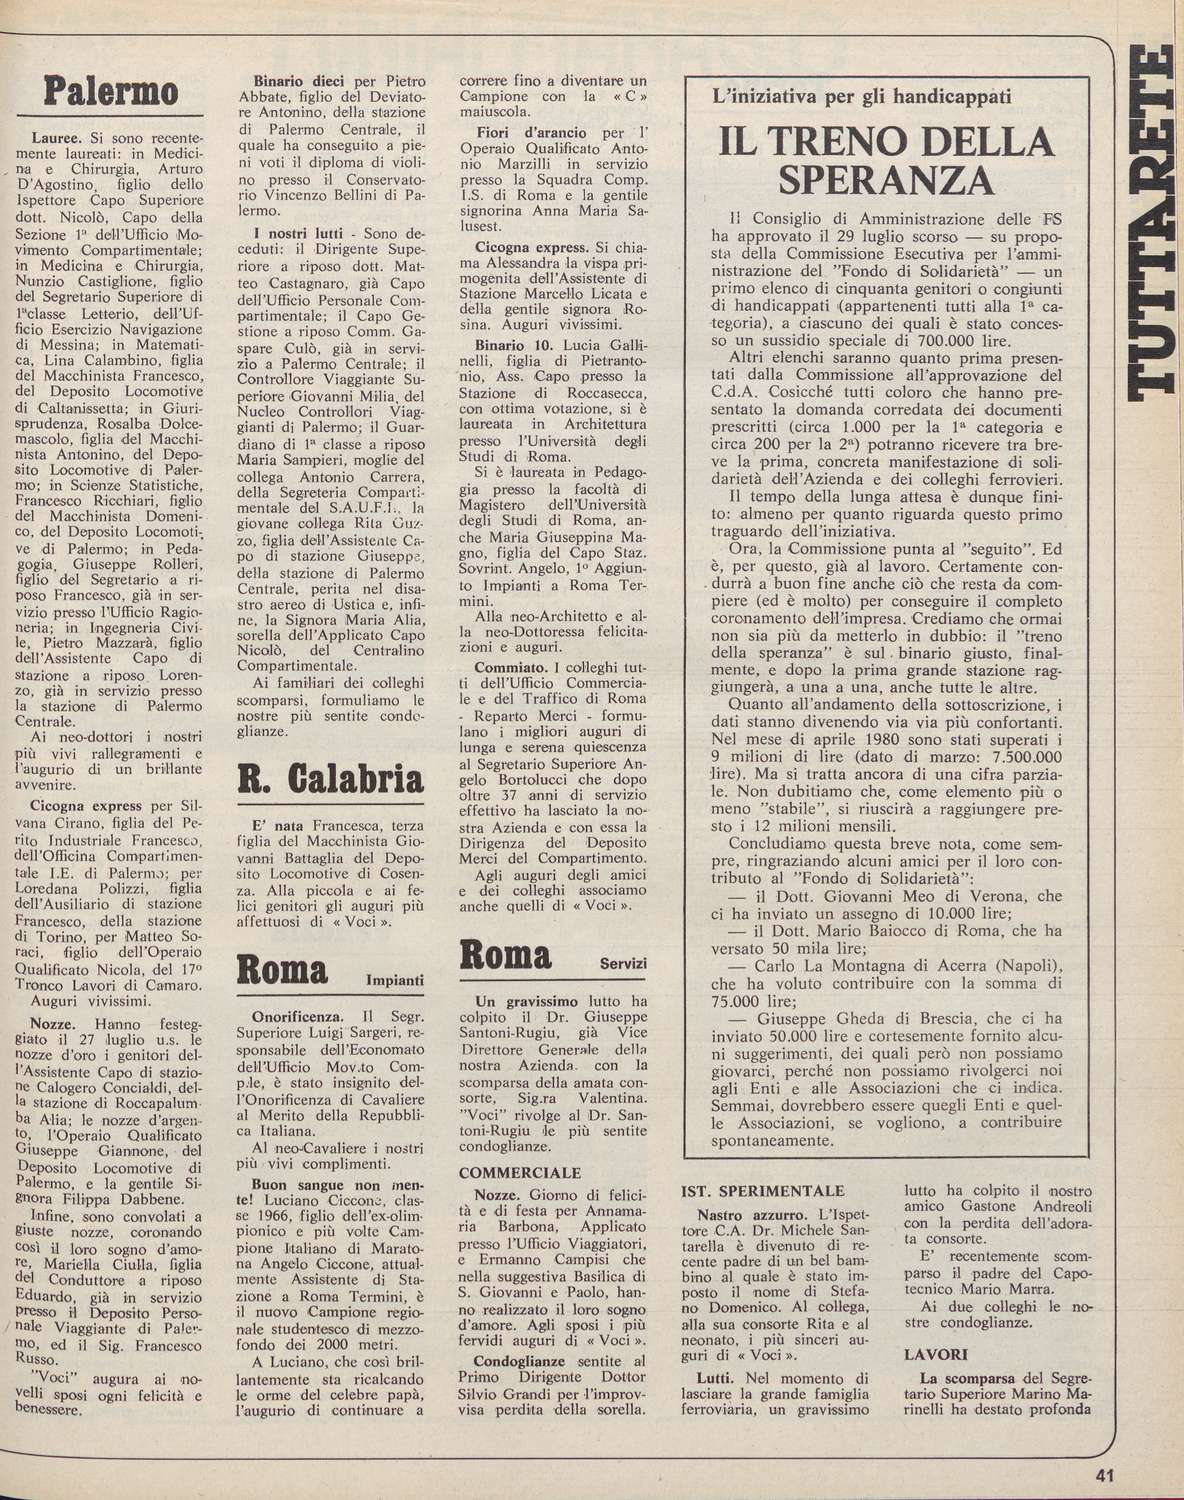 TUTTARETE
Palermo
Lauree. Si sono recente-
mente laureati: in Medici-
na e Chirurgia, Arturo
D'Agostino, figlio dello
Ispettore Capo Superiore
dott. Nicolò, Capo della
Sezione 1ª dell'Ufficio Mo-
vimento Compartimentale;
in Medicina e Chirurgia,
Nunzio Castiglione, figlio
del Segretario Superiore di
1ªclasse Letterio, dell'Uf-
ficio Esercizio Navigazione
di Messina; in Matemati-
ca, Lina Calambino, figlia
del Macchinista Francesco,
del Deposito Locomotive
di Caltanissetta; in Giuri-
sprudenza, Rosalba Dolce-
mascolo, figlia del Macchi-
nista Antonino, del Depo-
sito Locomotive di Paler-
mo; in Scienze Statistiche,
Francesco Ricchiari, figlio
del Macchinista Domeni-
co, del Deposito Locomoti-
ve di Palermo; in Peda-
gogia, Giuseppe Rolleri,
figlio del Segretario a ri-
poso Francesco, già in ser-
vizio presso l'Ufficio Ragio-
neria; in Ingegneria Civi-
le, Pietro Mazzarà, figlio
dell'Assistente Capo di
stazione a riposo Loren-
zo, già in servizio presso
la stazione di Palermo
Centrale.
Ai neo-dottori i nostri
più vivi rallegramenti e
l'augurio di un brillante
avvenire.
Cicogna express per Sil-
vana Cirano, figlia del Pe-
rito Industriale Francesco,
dell'Officina Compartimen-
tale I.E. di Palermo; per
Loredana Polizzi, figlia
dell'Ausiliario di stazione
Francesco, della stazione
di Torino, per Matteo So-
raci, figlio dell'Operaio
Qualificato Nicola, del 17º
Tronco Lavori di Camaro.
Auguri vivissimi.
Nozze. Hanno festeg-
giato il 27 luglio u.s. le
nozze d'oro i genitori del-
l'Assistente Capo di stazio-
ne Calogero Concialdi, del-
la stazione di Roccapalum-
ba Alia; le nozze d'argen-
to, l'Operaio Qualificato
Giuseppe Giannone, del
Deposito Locomotive di
Palermo, e la gentile Si-
gnora Filippa Dabbene.
Infine, sono convolati a
giuste nozze, coronando
così il loro sogno d'amo-
re, Mariella Ciulla, figlia
del Conduttore a riposo
Eduardo, già in servizio
presso il Deposito Perso-
nale Viaggiante di Paler-
mo, ed il Sig. Francesco
Russo.
"Voci" augura ai no-
velli sposi ogni felicità e
benessere.
Binario dieci per Pietro
Abbate, figlio del Deviato-
re Antonino, della stazione
di Palermo Centrale, il
quale ha conseguito a pie-
ni voti il diploma di violi-
no presso il Conservato-
rio Vincenzo Bellini di Pa-
lermo.
I nostri lutti - Sono de-
ceduti: il Dirigente Supe-
riore a riposo dott. Mat-
teo Castagnaro, già Capo
dell'Ufficio Personale Com-
partimentale; il Capo Ge-
stione a riposo Comm. Ga-
spare Culò, già in servi-
zio a Palermo Centrale; il
Controllore Viaggiante Su-
periore Giovanni Milia, del
Nucleo Controllori Viag-
gianti di Palermo; il Guar-
diano di 1ª classe a riposo
Maria Sampieri, moglie del
collega Antonio Carrera,
della Segreteria Comparti-
mentale del S.A.U.F.I., la
giovane collega Rita Guz-
zo, figlia dell'Assistente Ca-
po di stazione Giuseppe,
della stazione di Palermo
Centrale, perita nel disa-
stro aereo di Ustica e, infi-
ne, la Signora Maria Alia,
sorella dell'Applicato Capo
Nicolò, del Centralino
Compartimentale.
Ai familiari dei colleghi
scomparsi, formuliamo le
nostre più sentite condo-
glianze.
R. Calabria
E' nata Francesca, terza
figlia del Macchinista Gio-
vanni Battaglia del Depo-
sito Locomotive di Cosen-
za. Alla piccola e ai fe-
lici genitori gli auguri più
affettuosi di « Voci ».
Roma Impianti
Onorificenza. Il Segr.
Superiore Luigi Sargeri, re-
sponsabile dell'Economato
dell'Ufficio Mov.to Com-
p.le, è stato insignito del-
l'Onorificenza di Cavaliere
al Merito della Repubbli-
ca Italiana.
Al neo-Cavaliere i nostri
più vivi complimenti.
Buon sangue non men-
te! Luciano Ciccone, clas-
se 1966, figlio dell'ex-olim-
pionico e più volte Cam-
pione Italiano di Marato-
na Angelo Ciccone, attual-
mente Assistente di Sta-
zione a Roma Termini, è
il nuovo Campione regio-
nale studentesco di mezzo-
fondo dei 2000 metri.
A Luciano, che così bril-
lantemente sta ricalcando
le orme del celebre papà,
l'augurio di continuare a
correre fino a diventare un
Campione con la « C »
maiuscola.
Fiori d'arancio per l'
Operaio Qualificato Anto-
nio Marzilli in servizio
presso la Squadra Comp.
I.S. di Roma e la gentile
signorina Anna Maria Sa-
lusest.
Cicogna express. Si chia-
ma Alessandra la vispa pri-
mogenita dell'Assistente di
Stazione Marcello Licata e
della gentile signora Ro-
sina. Auguri vivissimi.
Binario 10. Lucia Galli-
nelli, figlia di Pietranto-
nio, Ass. Capo presso la
Stazione di Roccasecca,
con ottima votazione, si è
laureata in Architettura
presso l'Università degli
Studi di Roma.
Si è laureata in Pedago-
gia presso la facoltà di
Magistero dell'Università
degli Studi di Roma, an-
che Maria Giuseppina Ma-
gno, figlia del Capo Staz.
Sovrint. Angelo, 1º Aggiun-
to Impianti a Roma Ter-
mini.
Alla neo-Architetto e al-
la neo-Dottoressa felicita-
zioni e auguri.
Commiato. I colleghi tut-
ti dell'Ufficio Commercia-
le e del Traffico di Roma
- Reparto Merci - formu-
lano i migliori auguri di
lunga e serena quiescenza
al Segretario Superiore An-
gelo Bortolucci che dopo
oltre 37 anni di servizio
effettivo ha lasciato la no-
stra Azienda e con essa la
Dirigenza del Deposito
Merci del Compartimento.
Agli auguri degli amici
e dei colleghi associamo
anche quelli di « Voci ».
Roma Servizi
Un gravissimo lutto ha
colpito il Dr. Giuseppe
Santoni-Rugiu, già Vice
Direttore Generale della
nostra Azienda. con la
scomparsa della amata con-
sorte, Sig.ra Valentina.
"Voci" rivolge al Dr. San-
toni-Rugiu le più sentite
condoglianze.
COMMERCIALE
Nozze. Giorno di felici-
tà e di festa per Annama-
ria Barbona, Applicato
presso l'Ufficio Viaggiatori,
e Ermanno Campisi che
nella suggestiva Basilica di
S. Giovanni e Paolo, han-
no realizzato il loro sogno
d'amore. Agli sposi i più
fervidi auguri di « Voci ».
Condoglianze sentite al
Primo Dirigente Dottor
Silvio Grandi per l'improv-
visa perdita della sorella.
L'iniziativa per gli handicappati
IL TRENO DELLA
SPERANZA
Il Consiglio di Amministrazione delle FS
ha approvato il 29 luglio scorso — su propo-
sta della Commissione Esecutiva per l'ammi-
nistrazione del "Fondo di Solidarietà" — un
primo elenco di cinquanta genitori o congiunti
di handicappati (appartenenti tutti alla 1ª ca-
tegoria), a ciascuno dei quali è stato conces-
so un sussidio speciale di 700.000 lire.
Altri elenchi saranno quanto prima presen-
tati dalla Commissione all'approvazione del
C.d.A. Cosicché tutti coloro che hanno pre-
sentato la domanda corredata dei documenti
prescritti (circa 1.000 per la 1ª categoria e
circa 200 per la 2ª) potranno ricevere tra bre-
ve la prima, concreta manifestazione di soli-
darietà dell'Azienda e dei colleghi ferrovieri.
Il tempo della lunga attesa è dunque fini-
to: almeno per quanto riguarda questo primo
traguardo dell'iniziativa.
Ora, la Commissione punta al "seguito". Ed
è, per questo, già al lavoro. Certamente con-
durrà a buon fine anche ciò che resta da com-
piere (ed è molto) per conseguire il completo
coronamento dell'impresa. Crediamo che ormai
non sia più da metterlo in dubbio: il "treno
della speranza" è sul binario giusto, final-
mente, e dopo la prima grande stazione rag-
giungerà, a una a una, anche tutte le altre.
Quanto all'andamento della sottoscrizione, i
dati stanno divenendo via via più confortanti.
Nel mese di aprile 1980 sono stati superati i
9 milioni di lire (dato di marzo: 7.500.000
lire). Ma si tratta ancora di una cifra parzia-
le. Non dubitiamo che, come elemento più o
meno "stabile", si riuscirà a raggiungere pre-
sto i 12 milioni mensili.
Concludiamo questa breve nota, come sem-
pre, ringraziando alcuni amici per il loro con-
tributo al "Fondo di Solidarietà":
— il Dott. Giovanni Meo di Verona, che
ci ha inviato un assegno di 10.000 lire;
— il Dott. Mario Baiocco di Roma, che ha
versato 50 mila lire;
— Carlo La Montagna di Acerra (Napoli),
che ha voluto contribuire con la somma di
75.000 lire;
— Giuseppe Gheda di Brescia, che ci ha
inviato 50.000 lire e cortesemente fornito alcu-
ni suggerimenti, dei quali però non possiamo
giovarci, perché non possiamo rivolgerci noi
agli Enti e alle Associazioni che ci indica.
Semmai, dovrebbero essere quegli Enti e quel-
le Associazioni, se vogliono, a contribuire
spontaneamente.
IST. SPERIMENTALE
Nastro azzurro. L'Ispet-
tore C.A. Dr. Michele San-
tarella è divenuto di re-
cente padre di un bel bam-
bino al quale è stato im-
posto il nome di Stefa-
no Domenico. Al collega,
alla sua consorte Rita e al
neonato, i più sinceri au-
guri di « Voci ».
Lutti. Nel momento di
lasciare la grande famiglia
ferroviaria, un gravissimo
lutto ha colpito il nostro
amico Gastone Andreoli
con la perdita dell'adora-
ta consorte.
E' recentemente scom-
parso il padre del Capo-
tecnico Mario Marra.
Ai due colleghi le no-
stre condoglianze.
LAVORI
La scomparsa del Segre-
tario Superiore Marino Ma-
rinelli ha destato profonda
41